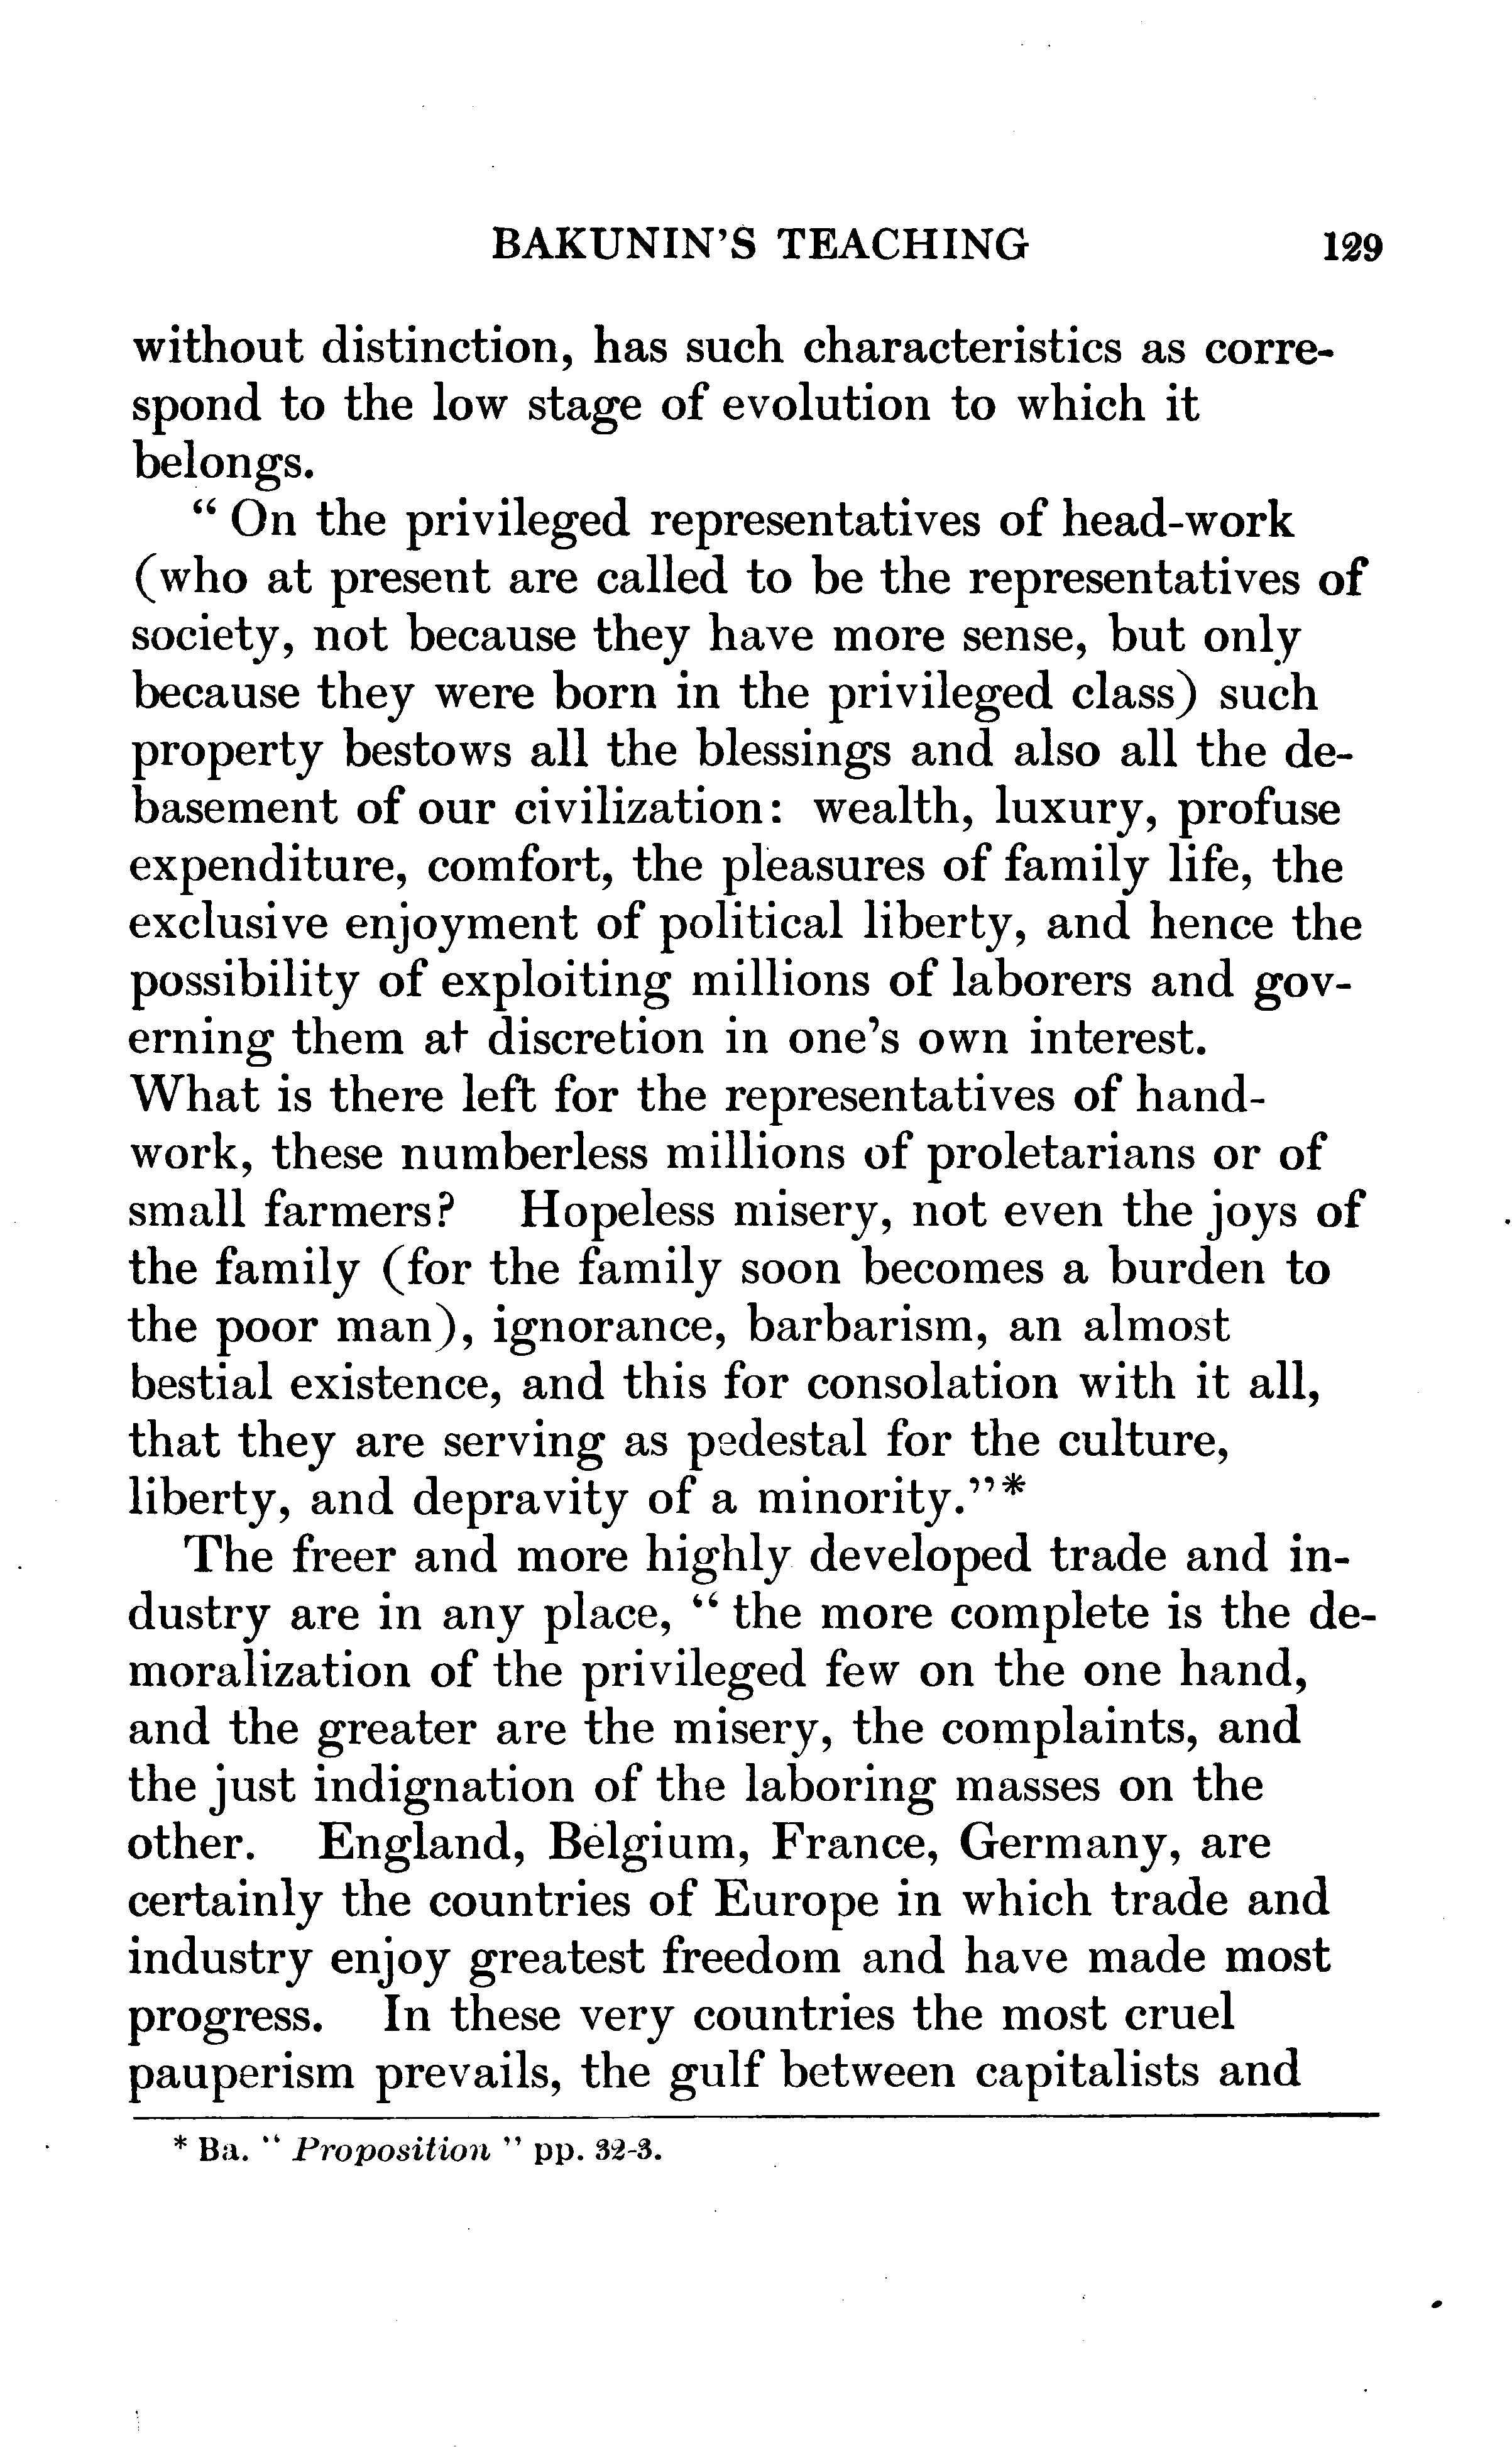 BAKUNIN'S TEACHING 129
without distinction, has such characteristics as corre-
spond to the low stage of evolution to which it
belongs.
" On the privileged representatives of head-work
(who at present are called to be the representatives of
society, not because they have more sense, but only
because they were born in the privileged class) such
property bestows all the blessings and also all the de-
basement of our civilization: wealth, luxury, profuse
expenditure, comfort, the pleasures of family life, the
exclusive enjoyment of political liberty, and hence the
possibility of exploiting millions of laborers and gov-
erning them at discretion in one's own interest.
What is there left for the representatives of hand-
work, these numberless millions of proletarians or of
small farmers? Hopeless misery, not even the joys of
the family (for the family soon becomes a burden to
the poor man), ignorance, barbarism, an almost
bestial existence, and this for consolation with it all,
that they are serving as pedestal for the culture,
liberty, and depravity of a minority."*
The freer and more highly developed trade and in-
dustry are in any place, " the more complete is the de-
moralization of the privileged few on the one hand,
and the greater are the misery, the complaints, and
the just indignation of the laboring masses on the
other. England, Belgium, France, Germany, are
certainly the countries of Europe in which trade and
industry enjoy greatest freedom and have made most
progress. In these very countries the most cruel
pauperism prevails, the gulf between capitalists and
* Ba. " Proposition " pp. 32-3.